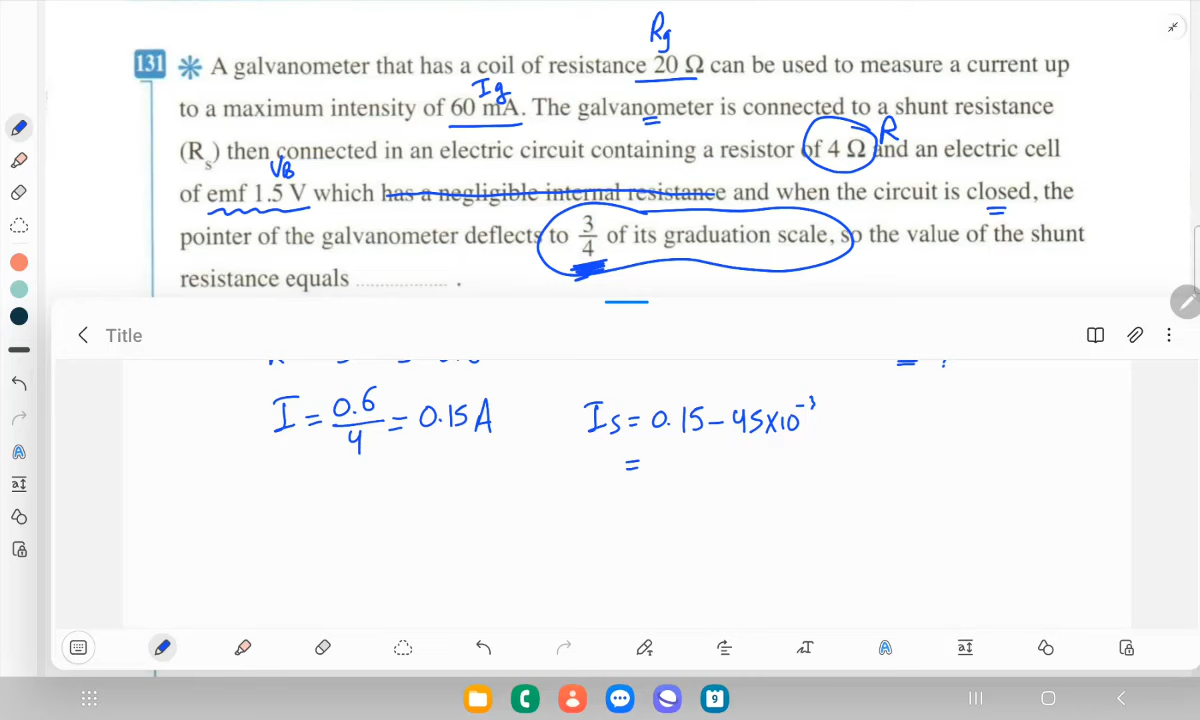 Rg
131 * A galvanometer that has a coil of resistance 20 Ω can be used to measure a current up
Ig
to a maximum intensity of 60 mA. The galvanometer is connected to a shunt resistance
R
(Rs) then connected in an electric circuit containing a resistor of 4 Ω and an electric cell
VB
of emf 1.5 V which has a negligible internal resistance and when the circuit is closed, the
pointer of the galvanometer deflects to 3/4 of its graduation scale, so the value of the shunt
resistance equals .................... .
Title
I = 0.6/4 = 0.15 A Is = 0.15 - 45×10⁻³
=
9